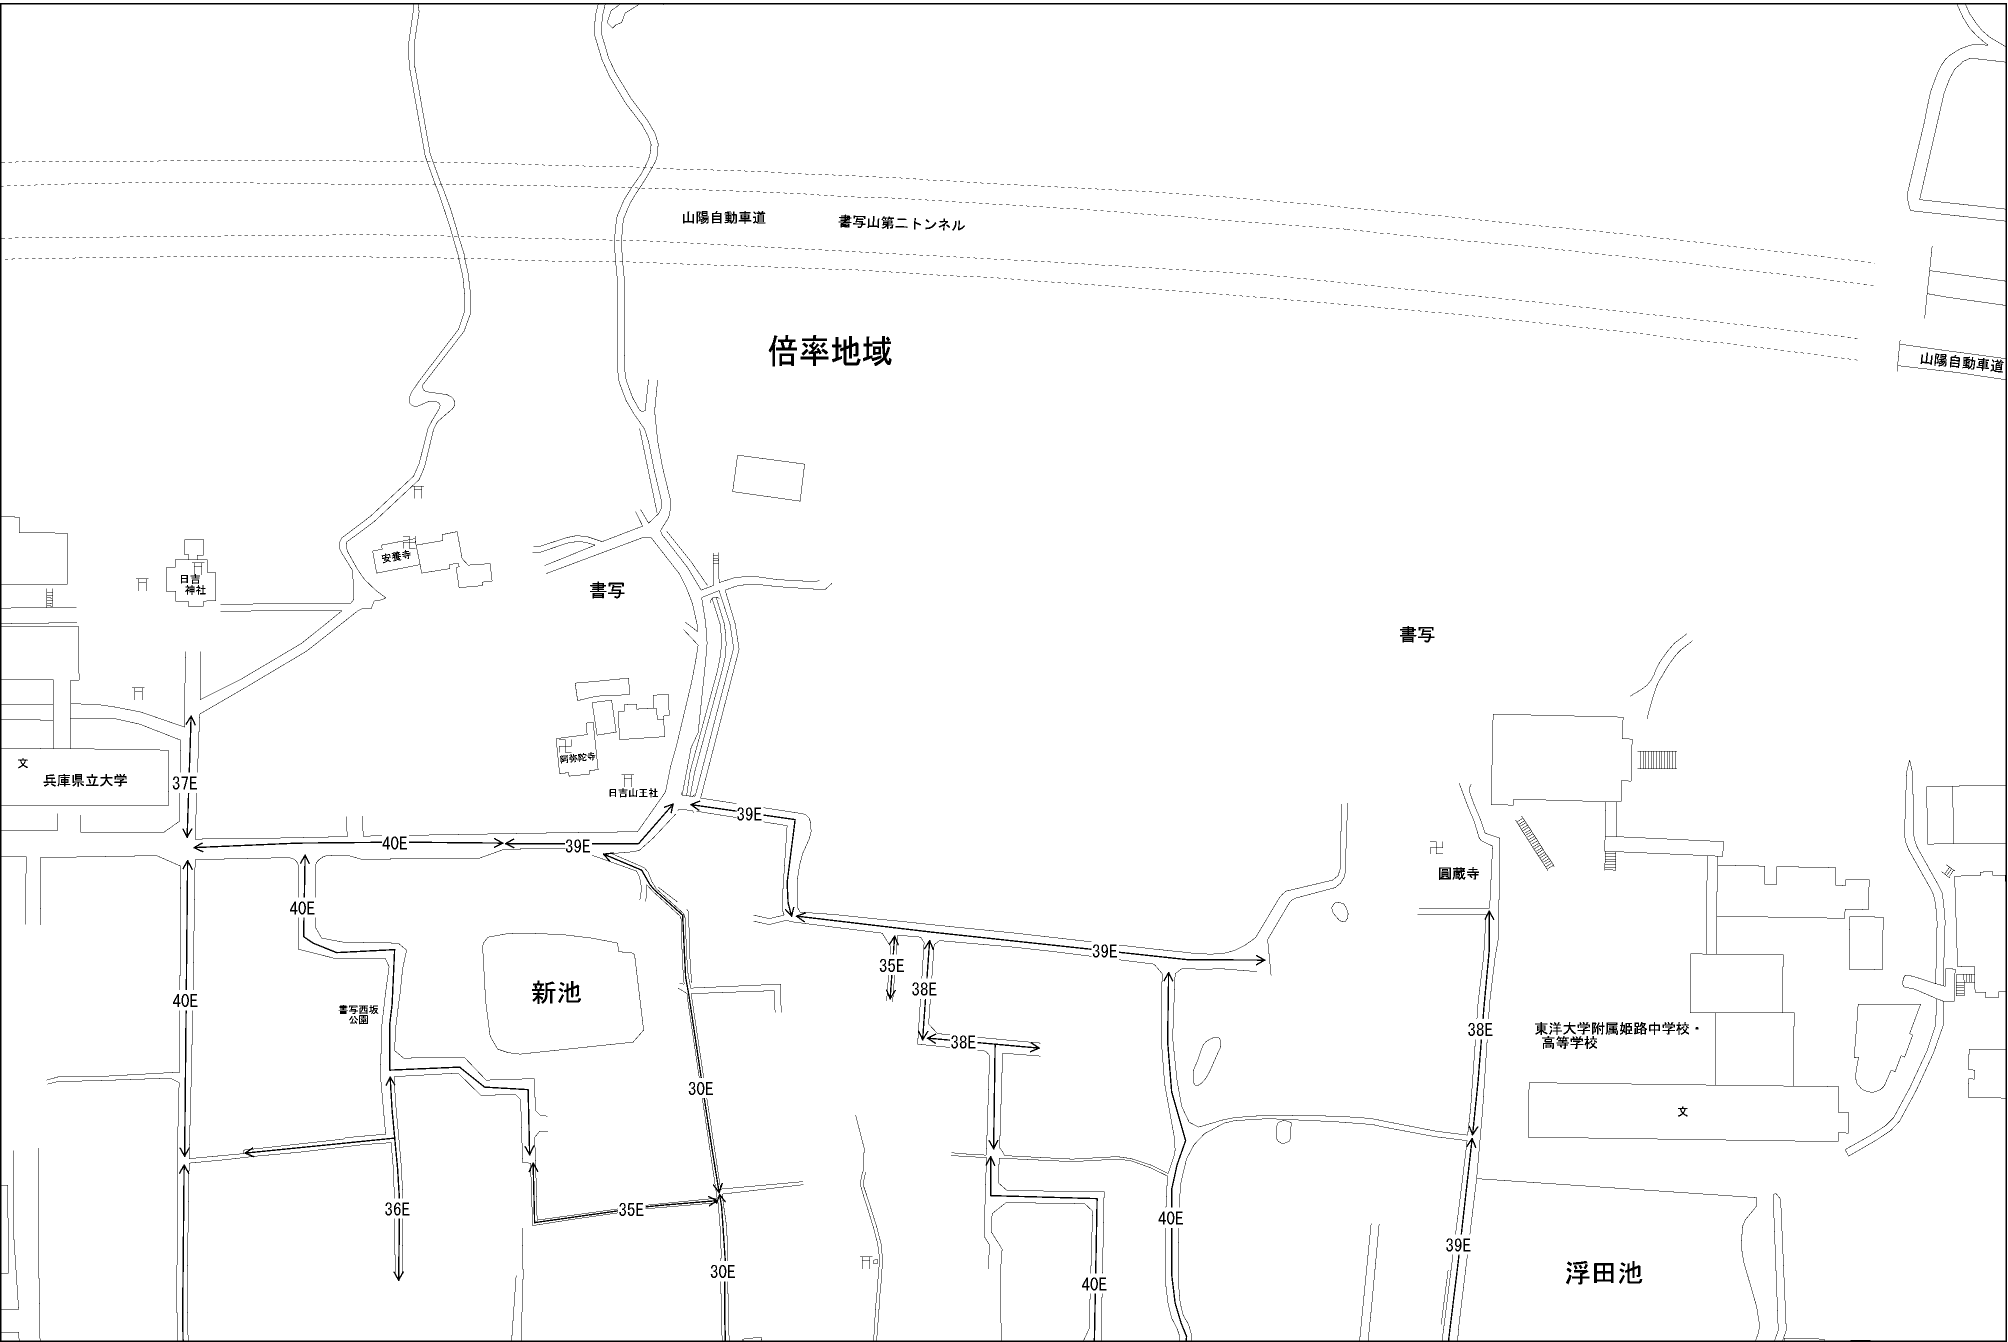 山陽自動車道
書写山第二トンネル
倍率地域
山陽自動車道
安養寺
日吉
神社
書写
書写
文
兵庫県立大学
37E
阿弥陀寺
日吉山王社
39E
40E
39E
圓蔵寺
40E
35E
39E
38E
新池
40E
書写西坂
公園
38E
38E
東洋大学附属姫路中学校・
高等学校
30E
文
36E
35E
40E
39E
30E
40E
浮田池